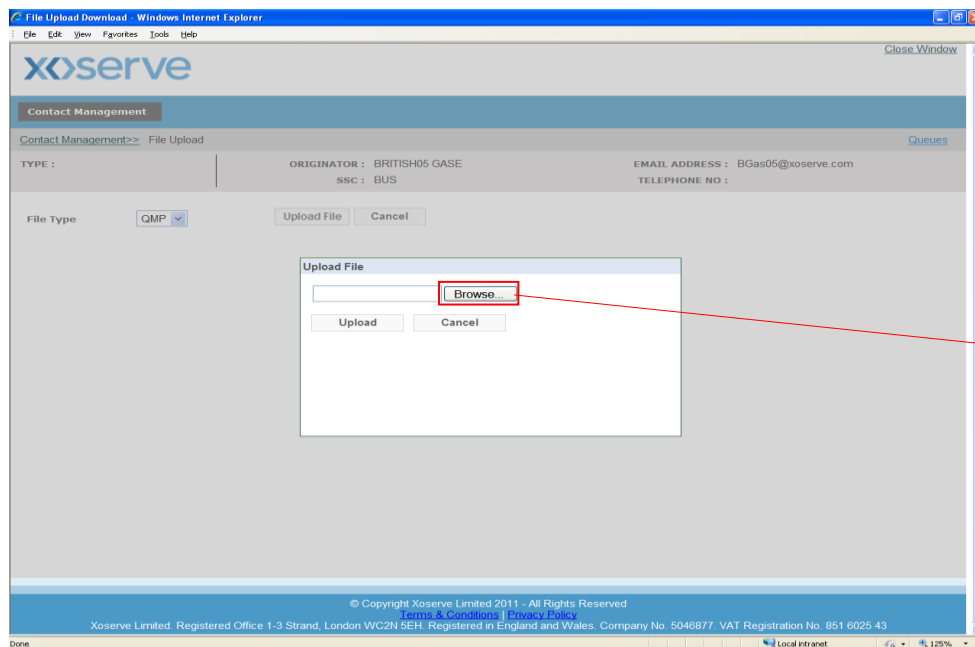 File Upload Download - Windows Internet Explorer
File Edit View Favorites Tools Help
Close Window
xoserve
Contact Management
Contact Management>> File Upload Queues
TYPE : ORIGINATOR : BRITISH05 GASE EMAIL ADDRESS : BGas05@xoserve.com
SSC : BUS TELEPHONE NO :
File Type QMP Upload File Cancel
Upload File
Browse...
Upload Cancel
© Copyright Xoserve Limited 2011 - All Rights Reserved
Terms & Conditions | Privacy Policy
Xoserve Limited. Registered Office 1-3 Strand, London WC2N 5EH. Registered in England and Wales. Company No. 5046877. VAT Registration No. 851 6025 43
Done Local intranet 125%